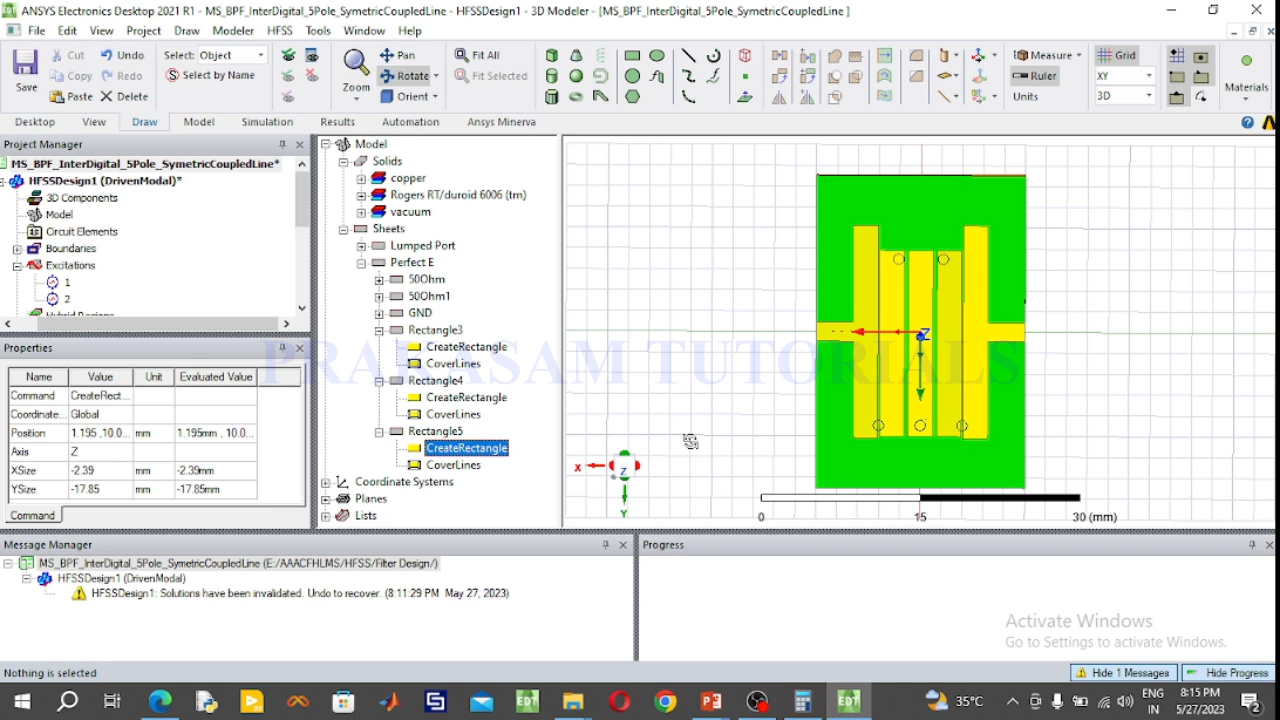 ANSYS Electronics Desktop 2021 R1 - MS_BPF_InterDigital_5Pole_SymetricCoupledLine - HFSSDesign1 - 3D Modeler - [MS_BPF_InterDigital_5Pole_SymetricCoupledLine ]
File Edit View Project Draw Modeler HFSS Tools Window Help
Save Cut Undo Select: Object Zoom Pan Fit All Measure Grid Materials
Copy Redo Select by Name Rotate Fit Selected Ruler XY
Paste Delete Orient Units 3D
Desktop View Draw Model Simulation Results Automation Ansys Minerva
Project Manager
MS_BPF_InterDigital_5Pole_SymetricCoupledLine*
HFSSDesign1 (DrivenModal)*
3D Components
Model
Circuit Elements
Boundaries
Excitations
1
2
Hybrid Regions
Properties
Name Value Unit Evaluated Value
Command CreateRect...
Coordinate... Global
Position 1.195 ,10.0... mm 1.195mm , 10.0...
Axis Z
XSize -2.39 mm -2.39mm
YSize -17.85 mm -17.85mm
Command
Model
Solids
copper
Rogers RT/duroid 6006 (tm)
vacuum
Sheets
Lumped Port
Perfect E
50Ohm
50Ohm1
GND
Rectangle3
CreateRectangle
CoverLines
Rectangle4
CreateRectangle
CoverLines
Rectangle5
CreateRectangle
CoverLines
Coordinate Systems
Planes
Lists
PRAKASAM TUTORIALS
Z
X
Z
Y
0 15 30 (mm)
Message Manager
MS_BPF_InterDigital_5Pole_SymetricCoupledLine (E:/AAACFHLMS/HFSS/Filter Design/)
HFSSDesign1 (DrivenModal)
HFSSDesign1: Solutions have been invalidated. Undo to recover. (8:11:29 PM May 27, 2023)
Progress
Activate Windows
Go to Settings to activate Windows.
Nothing is selected
Hide 1 Messages Hide Progress
35°C
ENG
IN
8:15 PM
5/27/2023
2